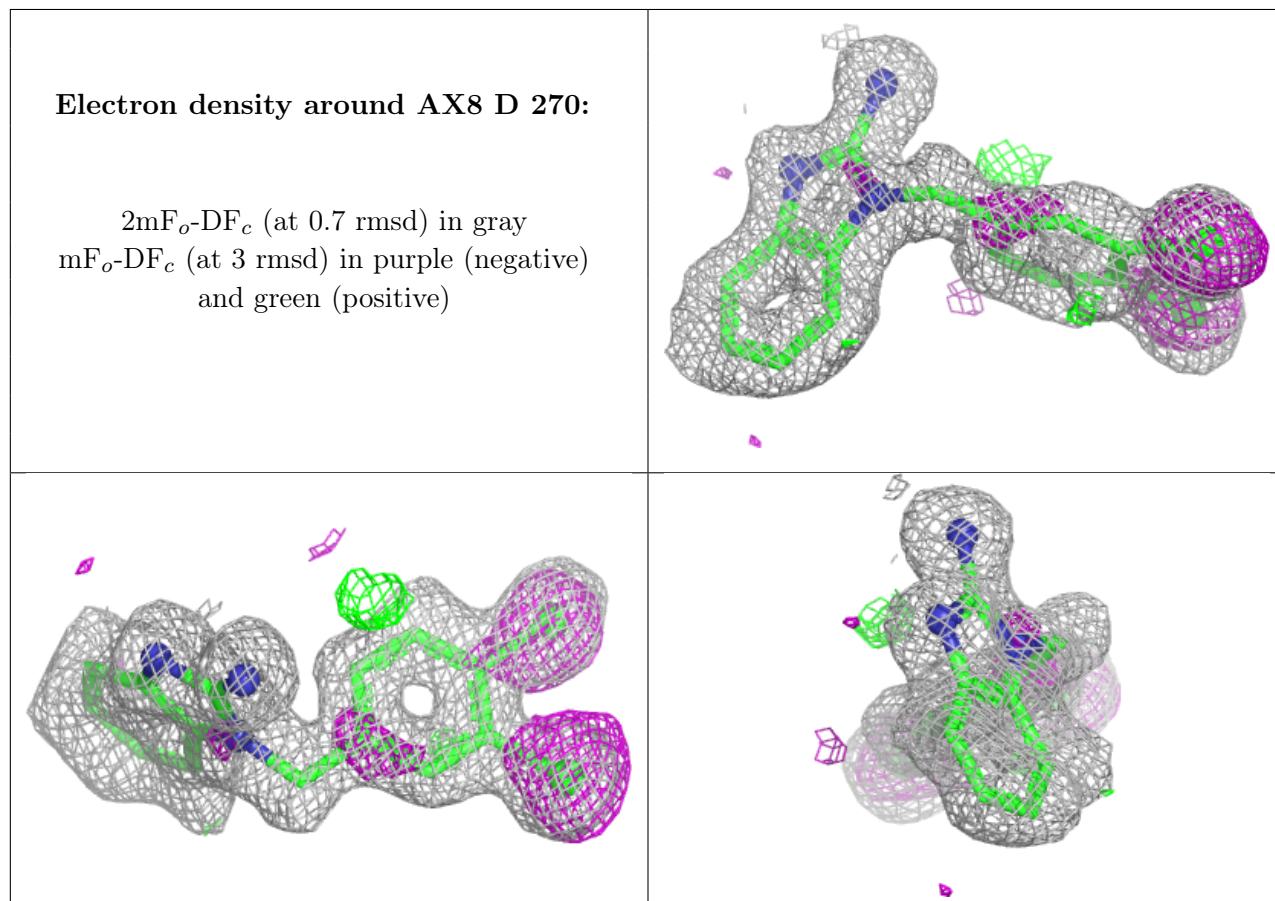 Electron density around AX8 D 270:
2mFo-DFc (at 0.7 rmsd) in gray
mFo-DFc (at 3 rmsd) in purple (negative)
and green (positive)